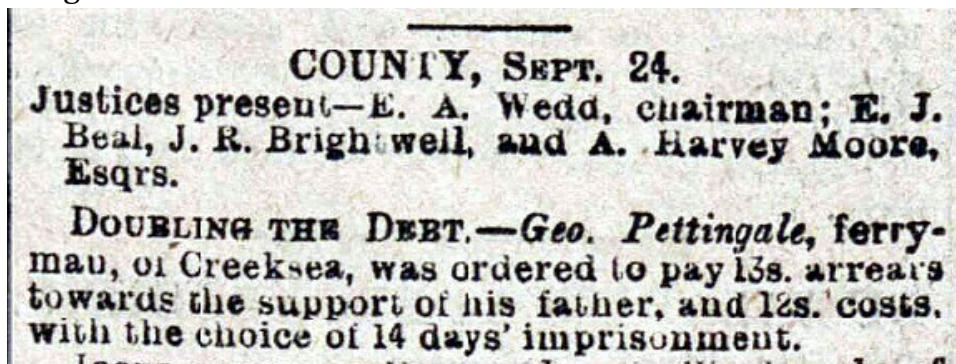 COUNTY, SEPT. 24.
Justices present—E. A. Wedd, chairman; E. J.
Beal, J. R. Brightwell, and A. Harvey Moore,
Esqrs.
DOUBLING THE DEBT.—Geo. Pettingale, ferry-
man, of Creeksea, was ordered to pay 13s. arrears
towards the support of his father, and 12s. costs.
with the choice of 14 days' imprisonment.